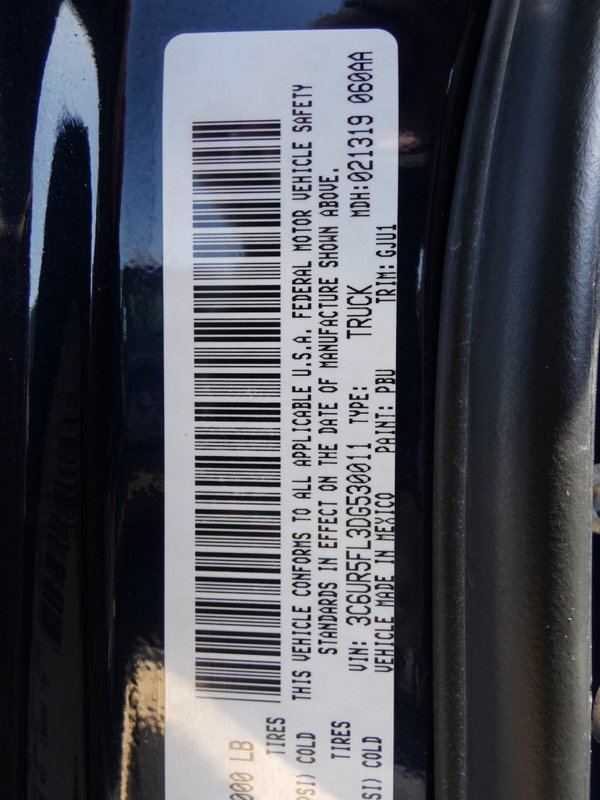 000 LB
TIRES
PSI) COLD
TIRES
SI) COLD
THIS VEHICLE CONFORMS TO ALL APPLICABLE U.S.A. FEDERAL MOTOR VEHICLE SAFETY
STANDARDS IN EFFECT ON THE DATE OF MANUFACTURE SHOWN ABOVE.
VIN: 3C6UR5FL3DG530011 TYPE: TRUCK MDH:021319 060AA
VEHICLE MADE IN MEXICO PAINT: PBU TRIM: GJU1